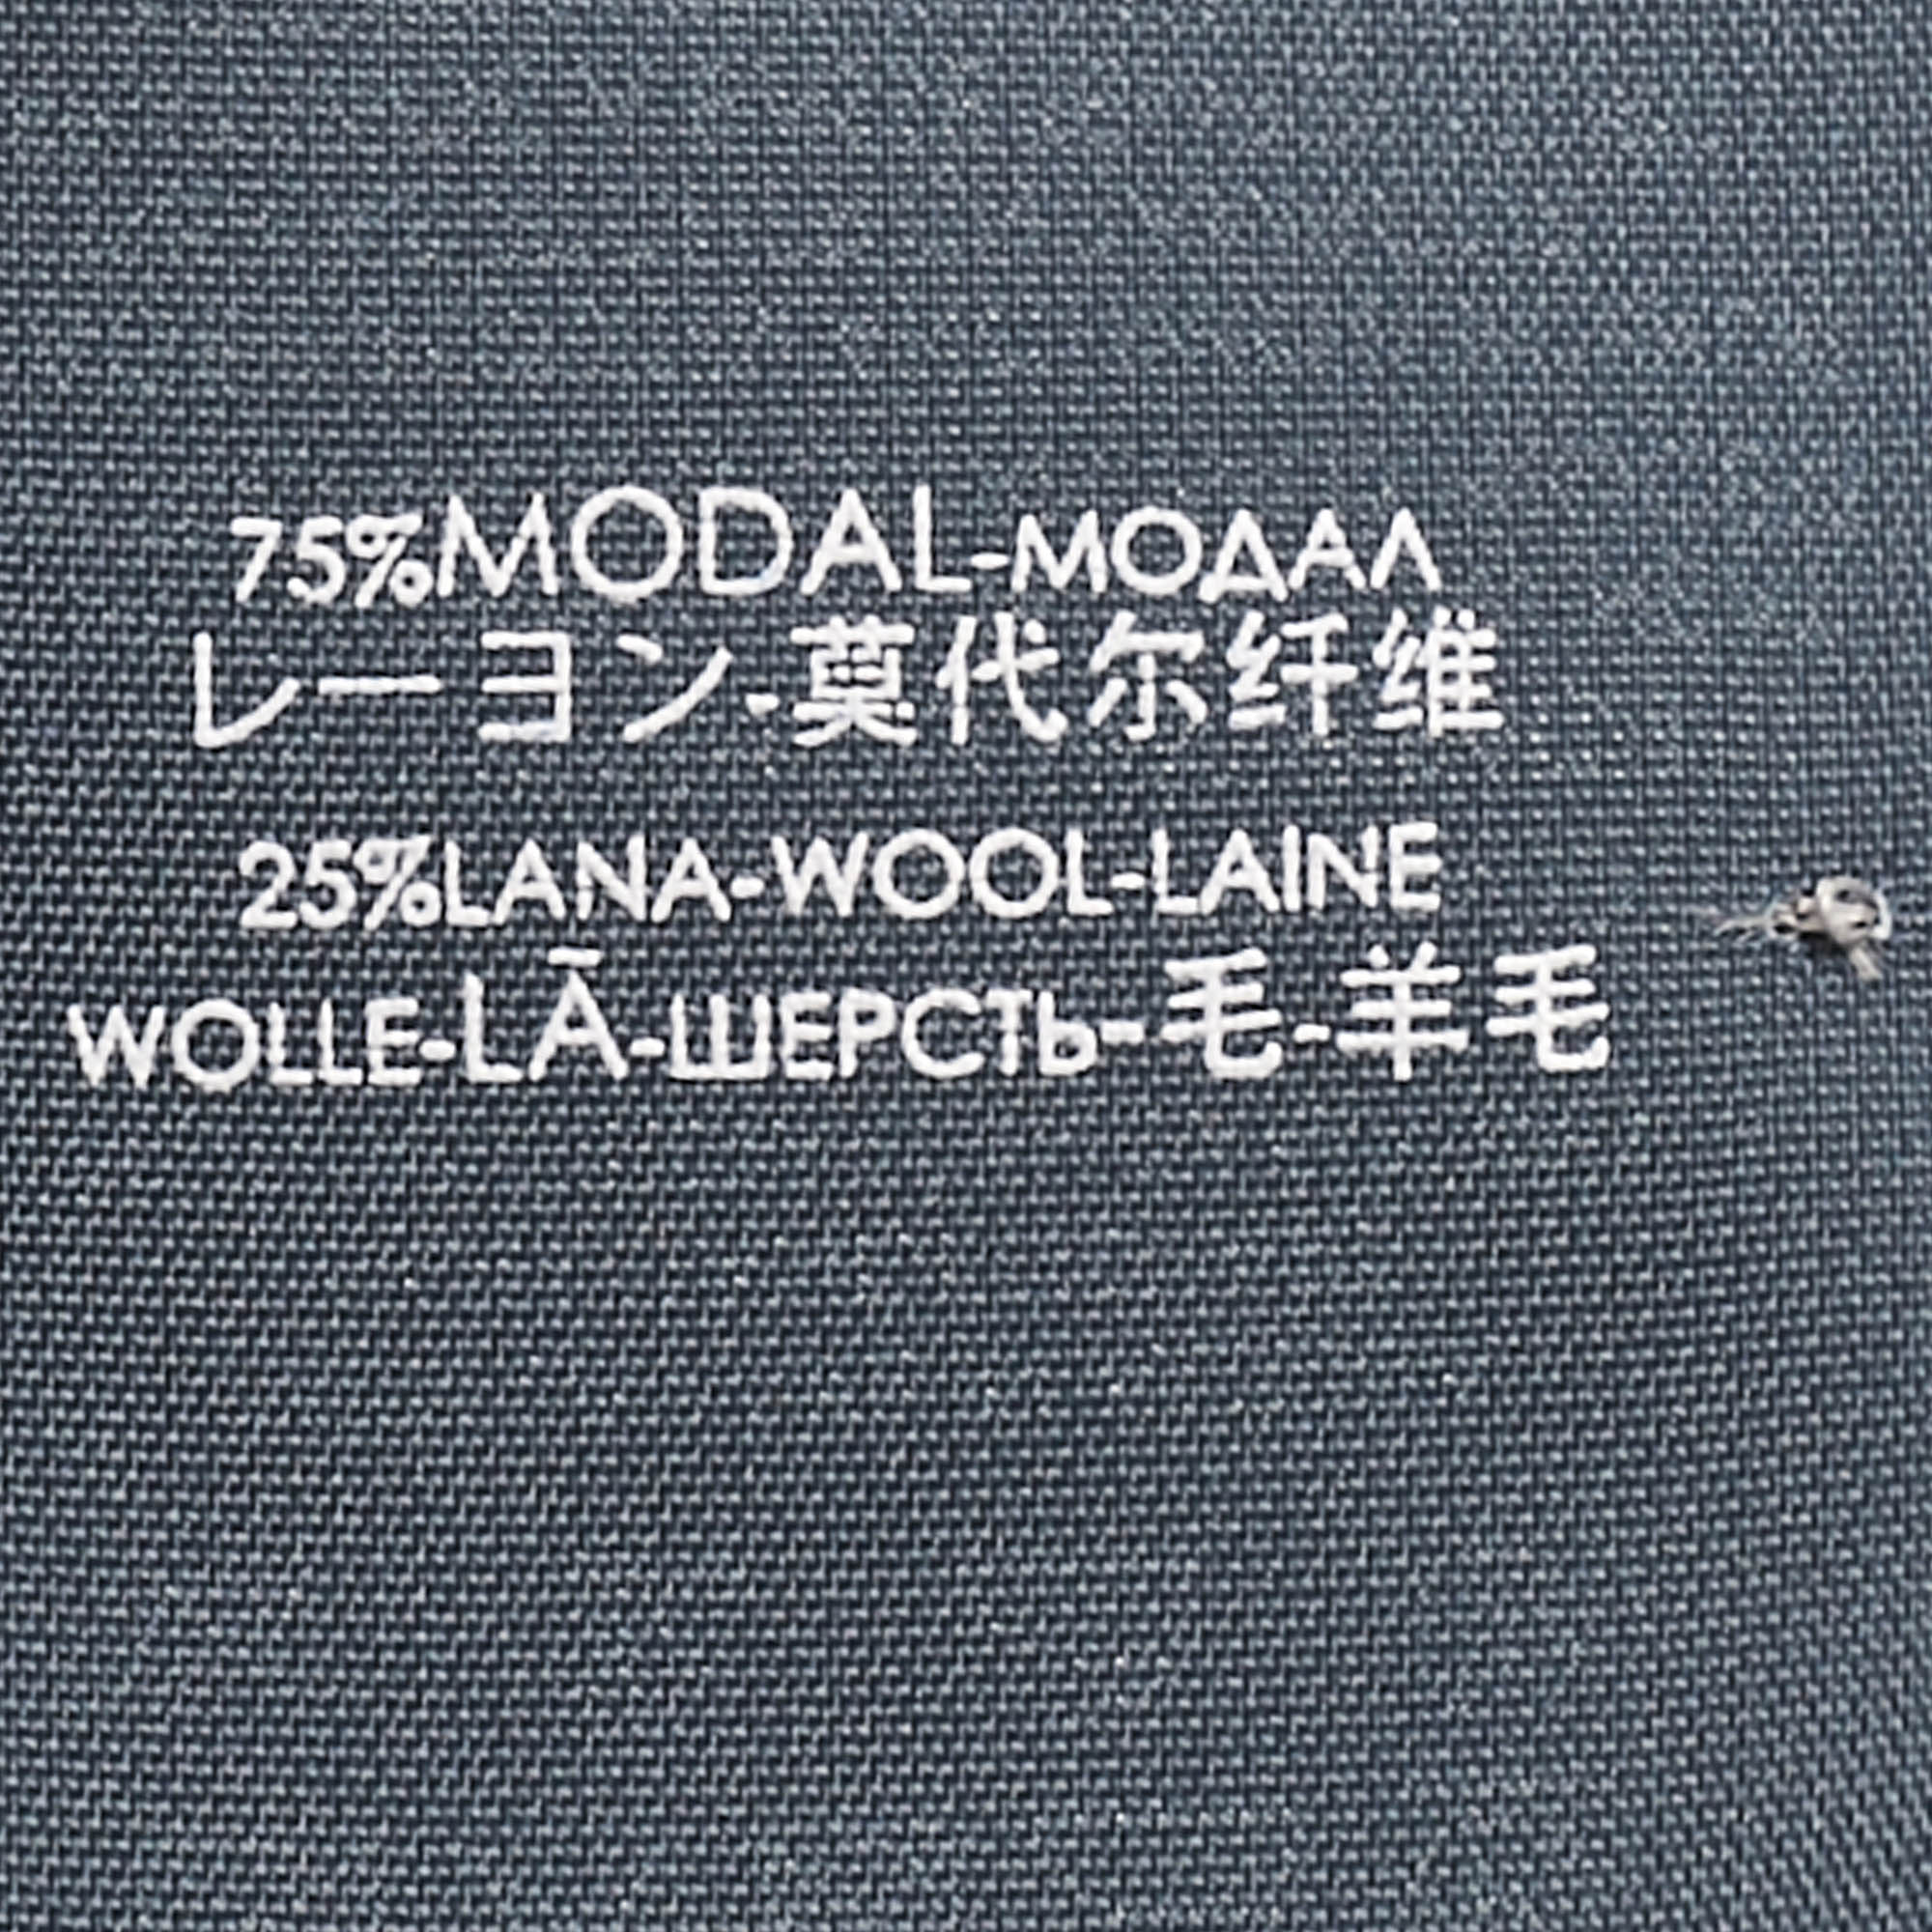 75%MODAL-МОДАЛ
レーヨン-莫代尔纤维
25%LANA-WOOL-LAINE
WOLLE-LÃ-ШЕРСТЬ-毛-羊毛